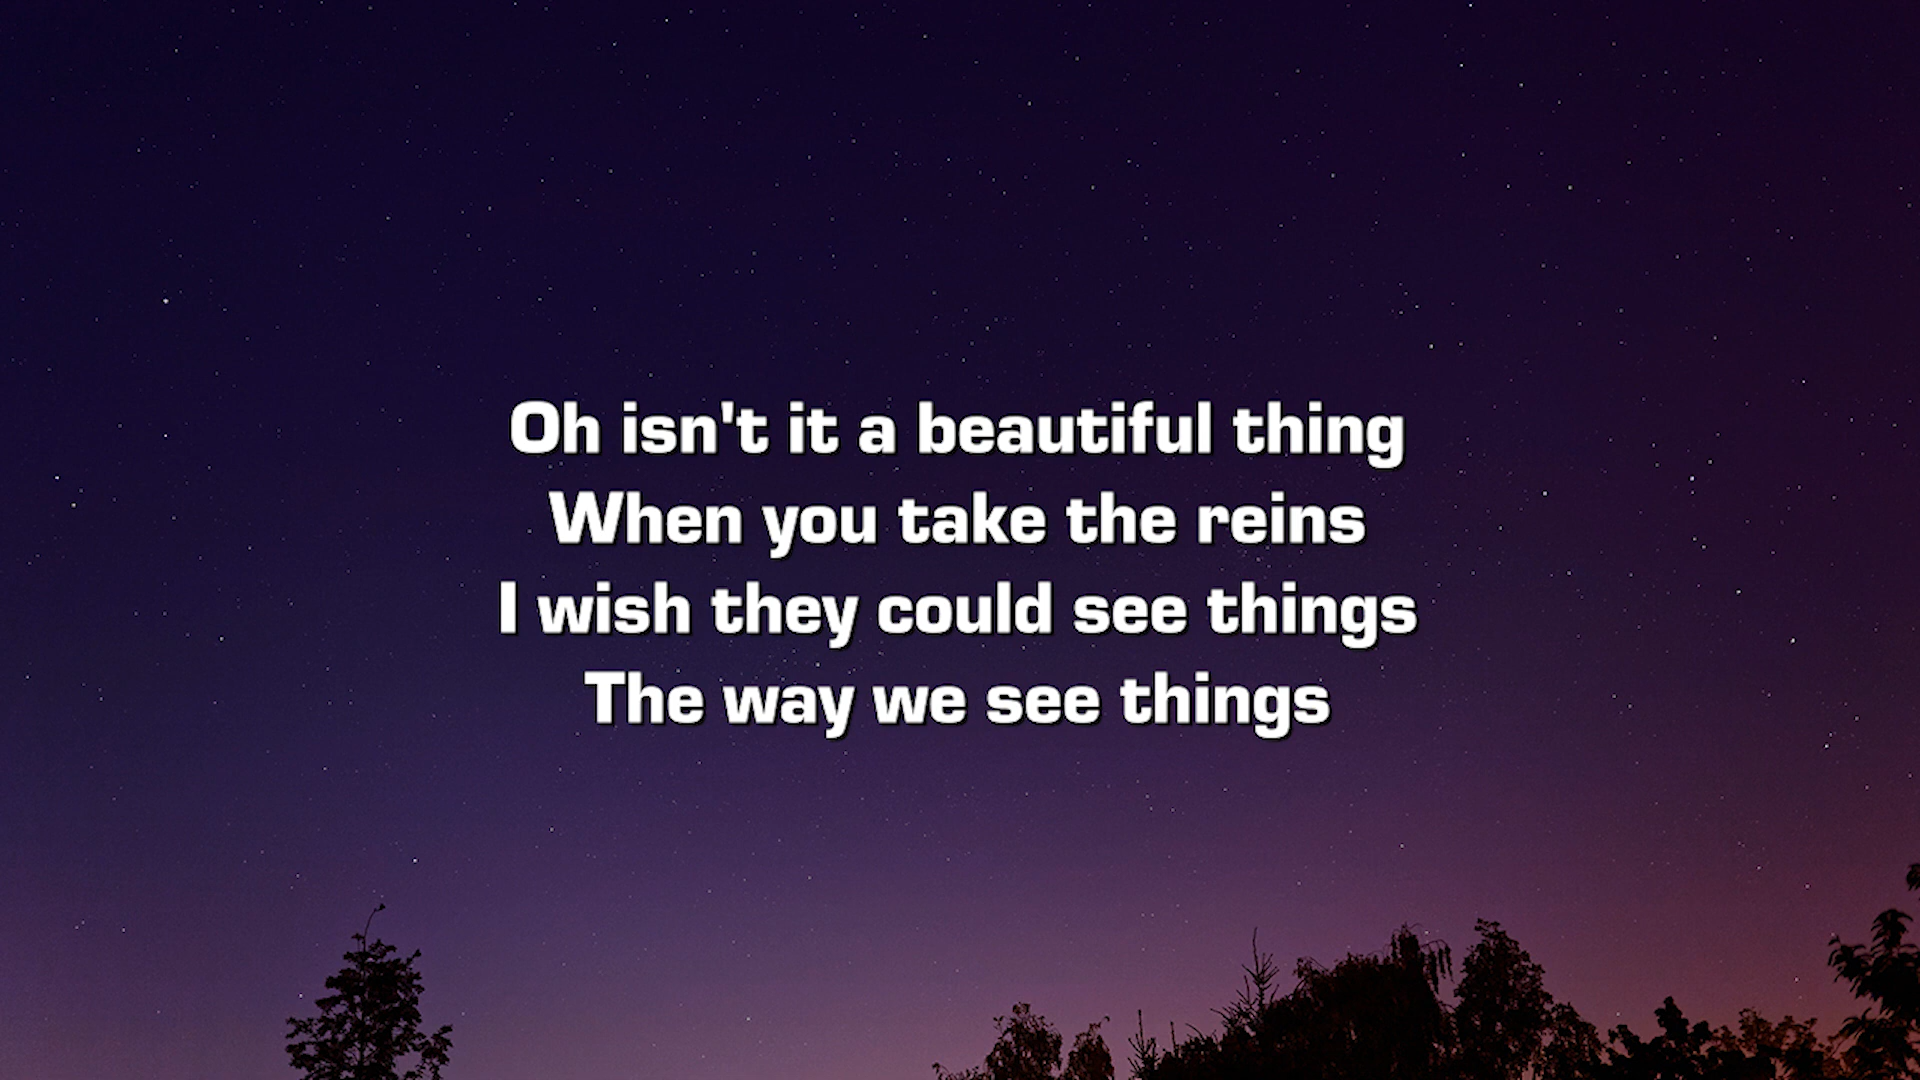 Oh isn't it a beautiful thing
When you take the reins
I wish they could see things
The way we see things